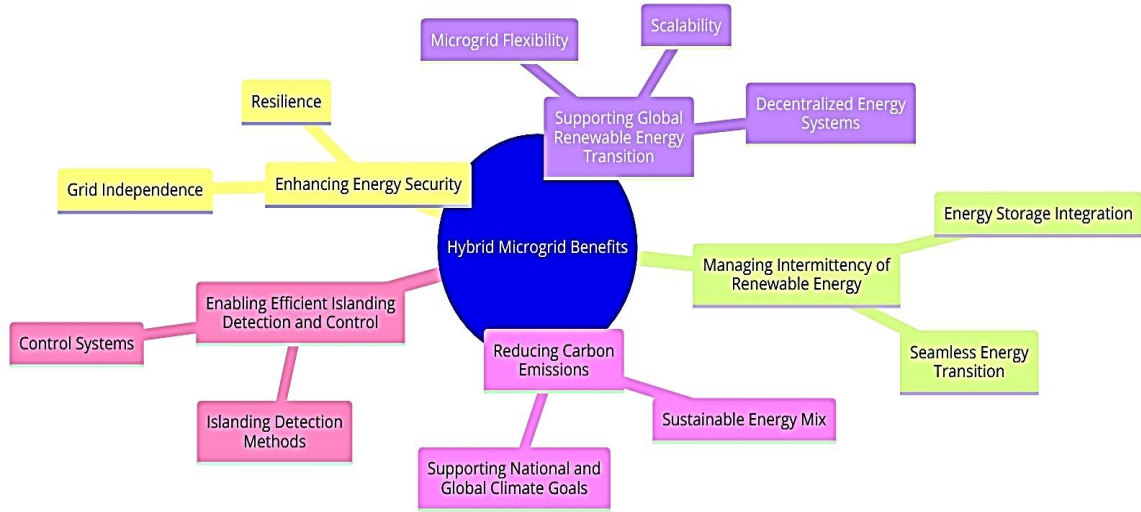 Microgrid Flexibility
Scalability
Supporting Global
Renewable Energy
Transition
Decentralized Energy
Systems
Resilience
Grid Independence
Enhancing Energy Security
Hybrid Microgrid Benefits
Energy Storage Integration
Managing Intermittency of
Renewable Energy
Seamless Energy
Transition
Enabling Efficient Islanding
Detection and Control
Control Systems
Islanding Detection
Methods
Reducing Carbon
Emissions
Sustainable Energy Mix
Supporting National and
Global Climate Goals